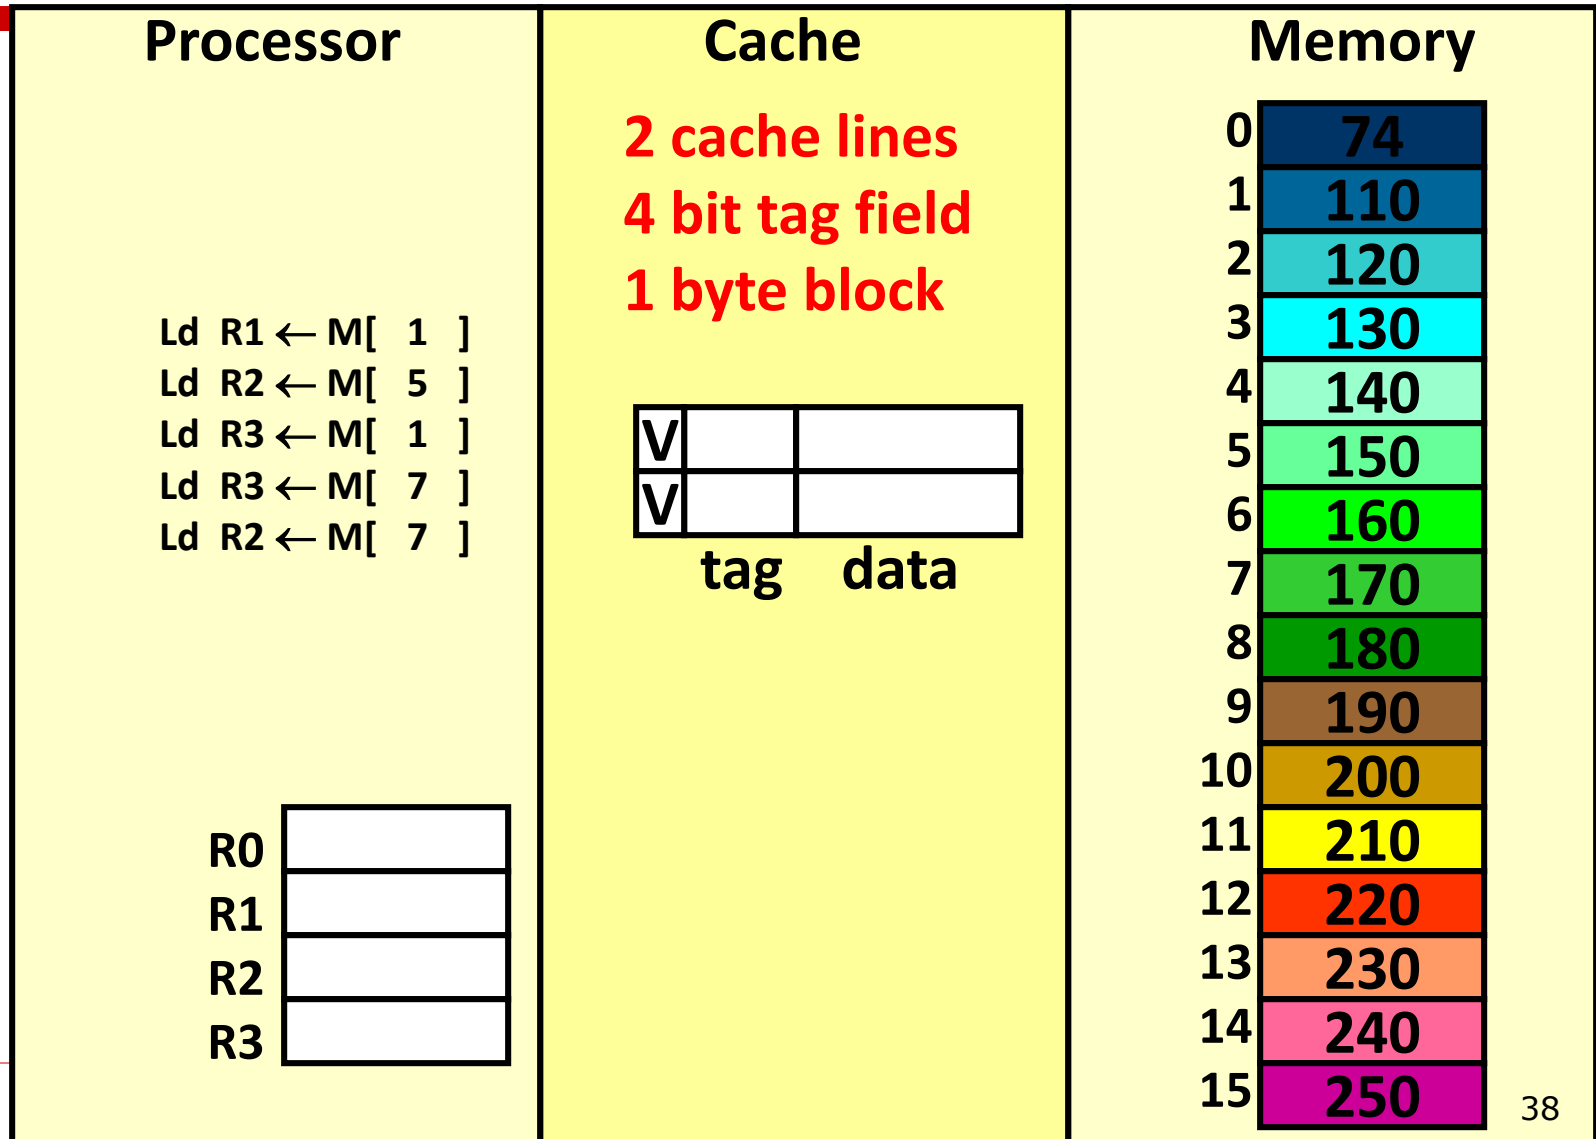 Processor
Ld R1 ← M[ 1 ]
Ld R2 ← M[ 5 ]
Ld R3 ← M[ 1 ]
Ld R3 ← M[ 7 ]
Ld R2 ← M[ 7 ]
R0
R1
R2
R3
Cache
2 cache lines
4 bit tag field
1 byte block
V
V
tag data
Memory
0 74
1 110
2 120
3 130
4 140
5 150
6 160
7 170
8 180
9 190
10 200
11 210
12 220
13 230
14 240
15 250
38